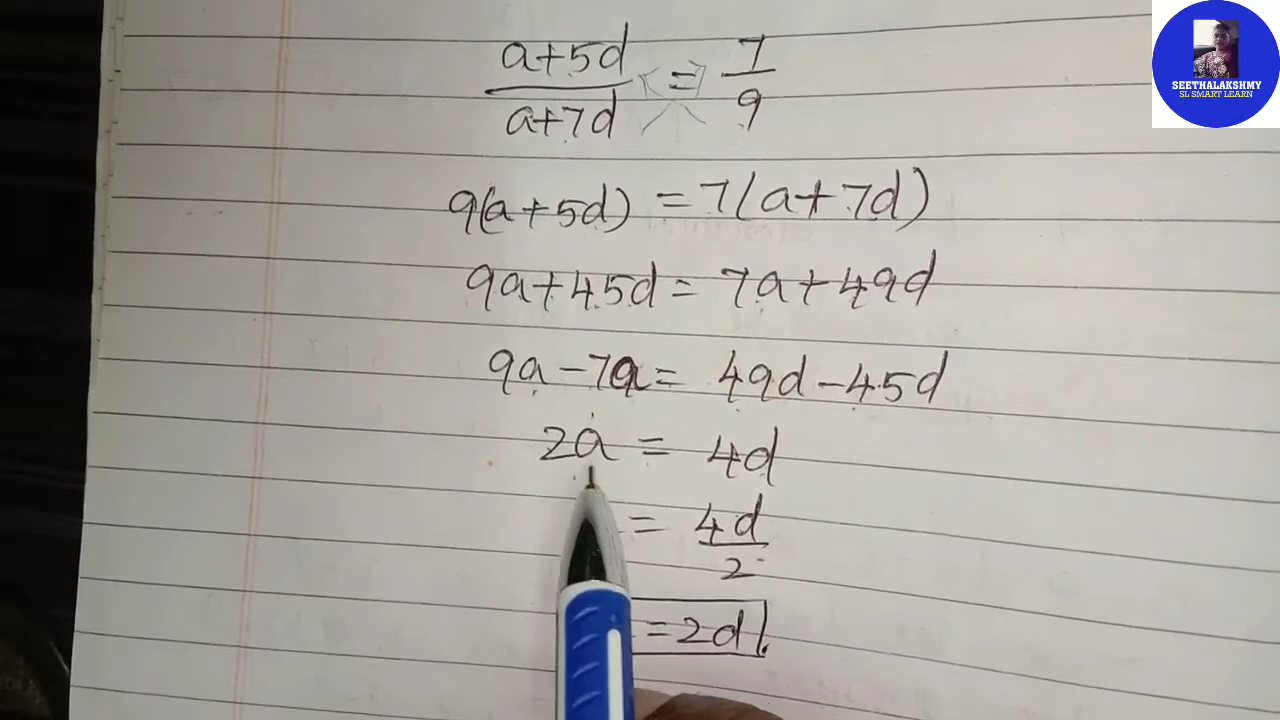 a+5d/a+7d = 7/9
9(a+5d) = 7(a+7d)
9a+45d = 7a+49d
9a-7a = 49d-45d
2a = 4d
= 4d/2
=2d
SEETHALAKSHMY
SL SMART LEARN